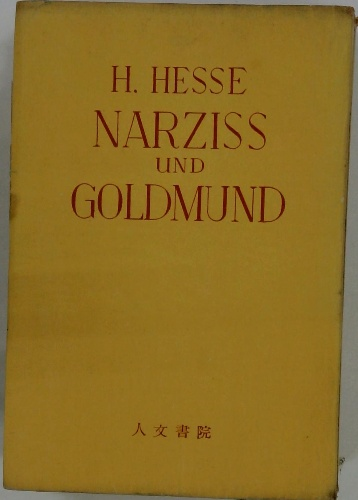 H. HESSE
NARZISS
UND
GOLDMUND
人文書院